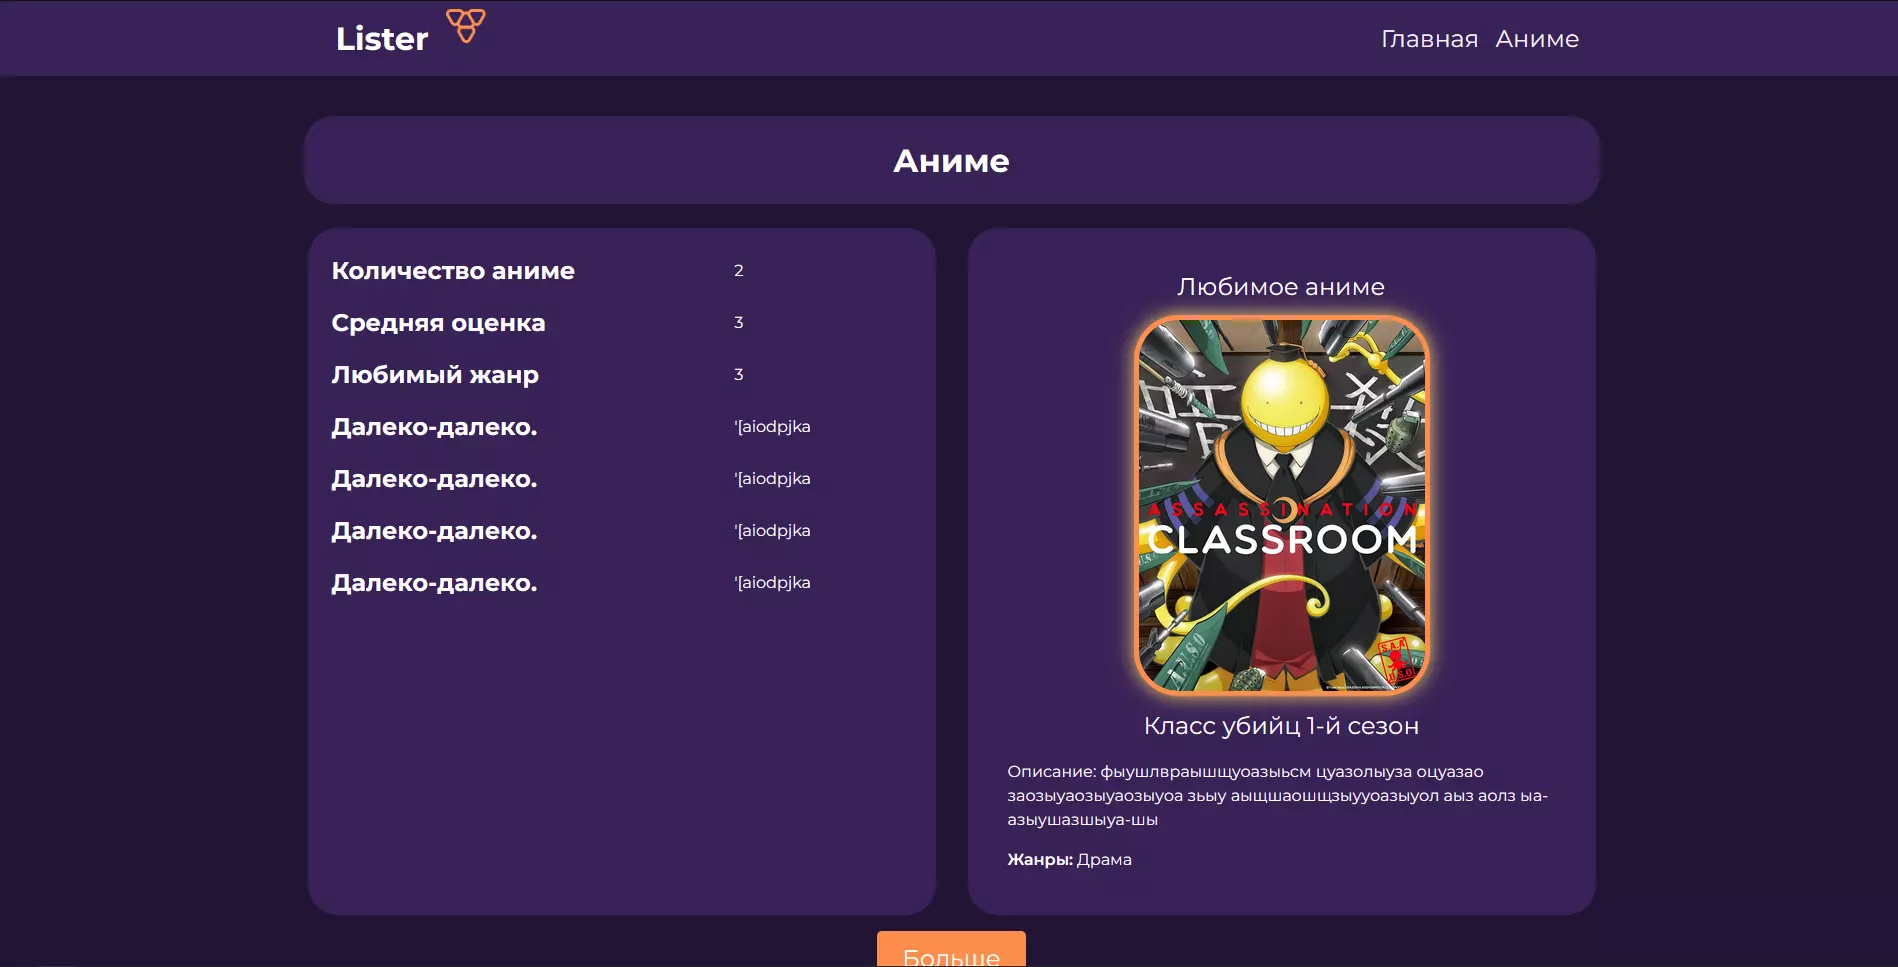 Lister
Главная Аниме
Аниме
Количество аниме 2
Средняя оценка 3
Любимый жанр 3
Далеко-далеко. '[aiodpjka
Далеко-далеко. '[aiodpjka
Далеко-далеко. '[aiodpjka
Далеко-далеко. '[aiodpjka
Любимое аниме
ASSASSINATION
CLASSROOM
S.A.A
U.S.O
Класс убийц 1-й сезон
Описание: фыушлвраышщуоазыьсм цуазолыуза оцуазао
заозыуаозыуаозыуоа зьыу аыщшаошщзыууоазыуол аыз аолз ыа-
азыушазшыуа-шы
Жанры: Драма
Больше